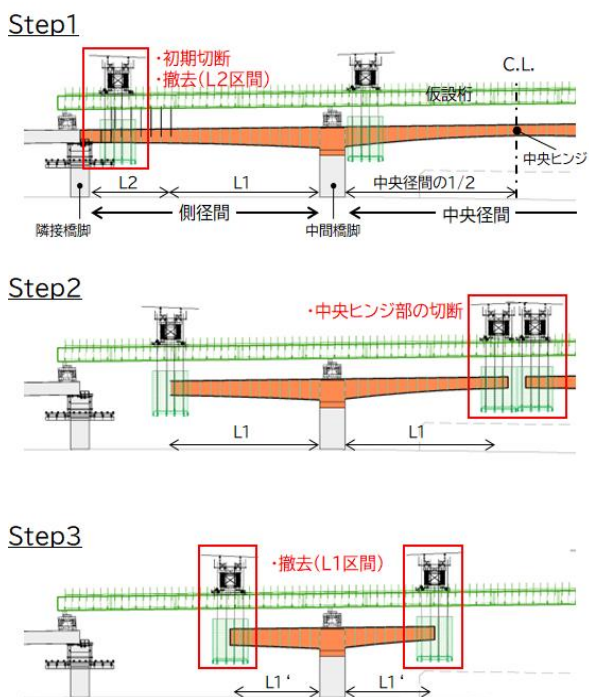 Step1
・初期切断
・撤去(L2区間)
C.L.
仮設桁
中央ヒンジ
L2
L1
中央径間の1/2
側径間
中央径間
隣接橋脚
中間橋脚
Step2
・中央ヒンジ部の切断
L1
L1
Step3
・撤去(L1区間)
L1‘
L1‘